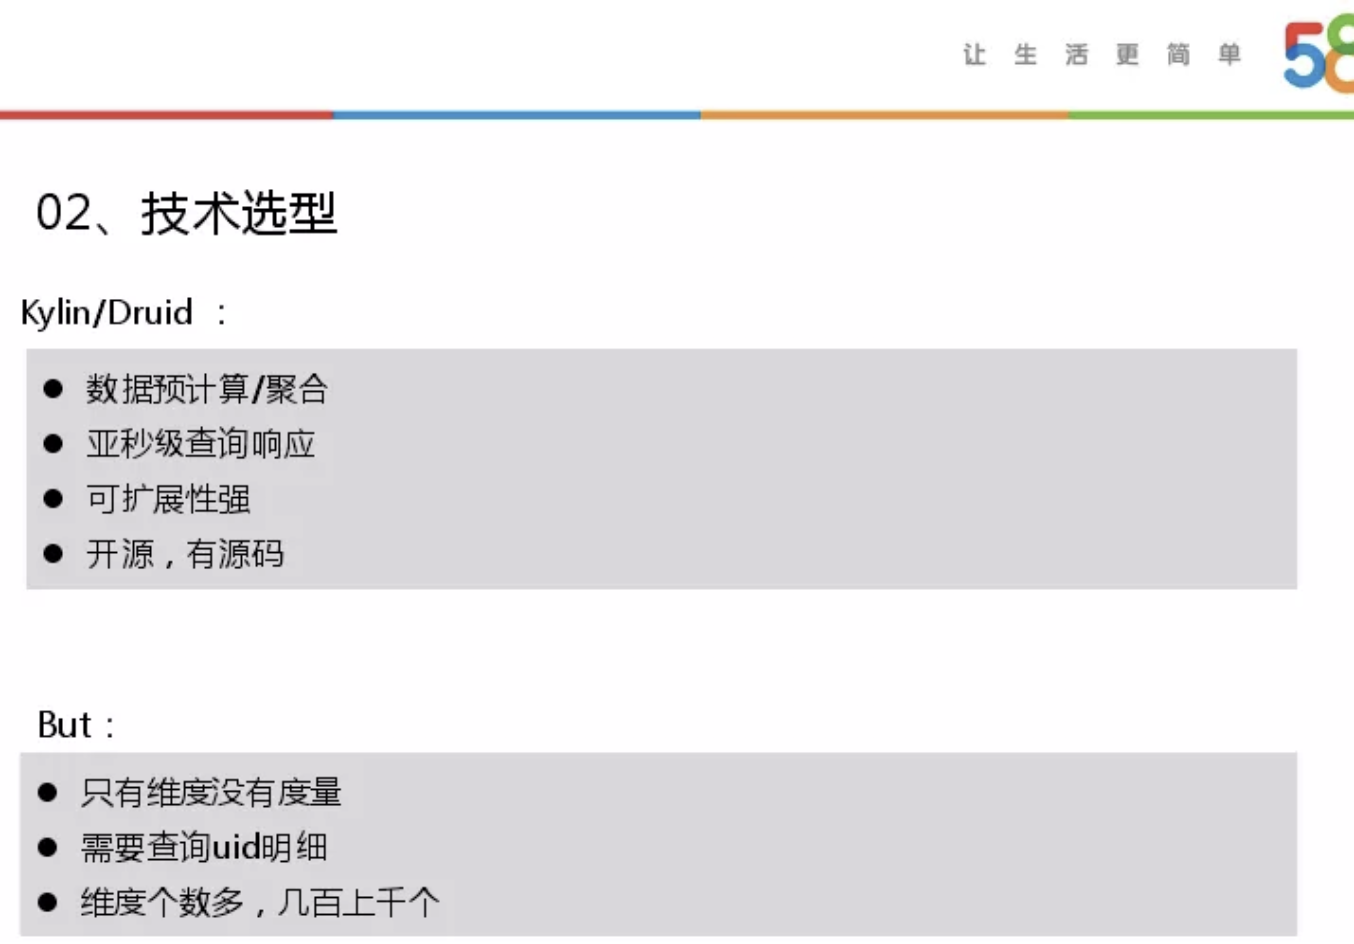 让生活更简单 58
02、技术选型
Kylin/Druid ：
● 数据预计算/聚合
● 亚秒级查询响应
● 可扩展性强
● 开源，有源码
But：
● 只有维度没有度量
● 需要查询uid明细
● 维度个数多，几百上千个